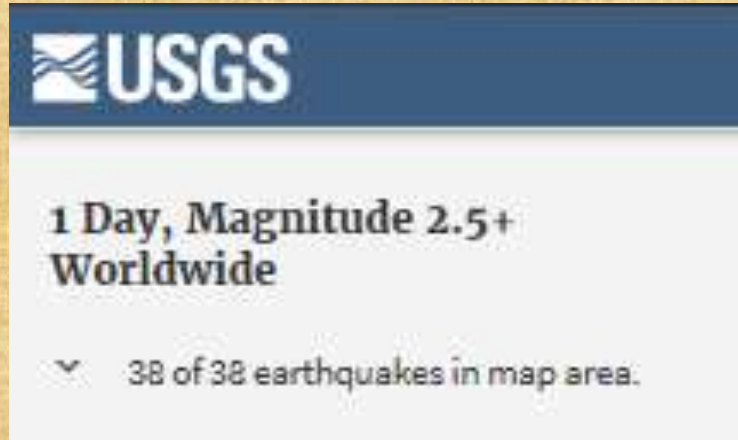 USGS
1 Day, Magnitude 2.5+
Worldwide
38 of 38 earthquakes in map area.